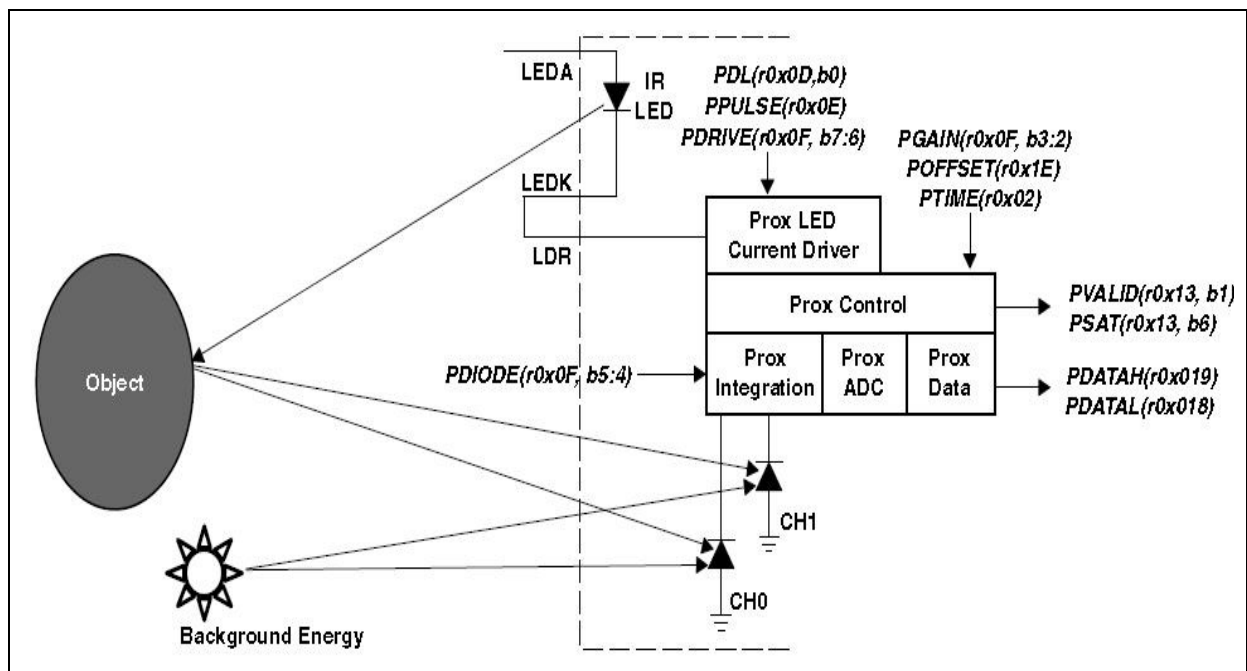 LEDA
IR
LED
LEDK
LDR
PDL(r0x0D,b0)
PPULSE(r0x0E)
PDRIVE(r0x0F, b7:6)
PGAIN(r0x0F, b3:2)
POFFSET(r0x1E)
PTIME(r0x02)
Prox LED
Current Driver
Prox Control
PVALID(r0x13, b1)
PSAT(r0x13, b6)
Object
PDIODE(r0x0F, b5:4)
Prox
Integration
Prox
ADC
Prox
Data
PDATAH(r0x019)
PDATAL(r0x018)
CH1
CH0
Background Energy